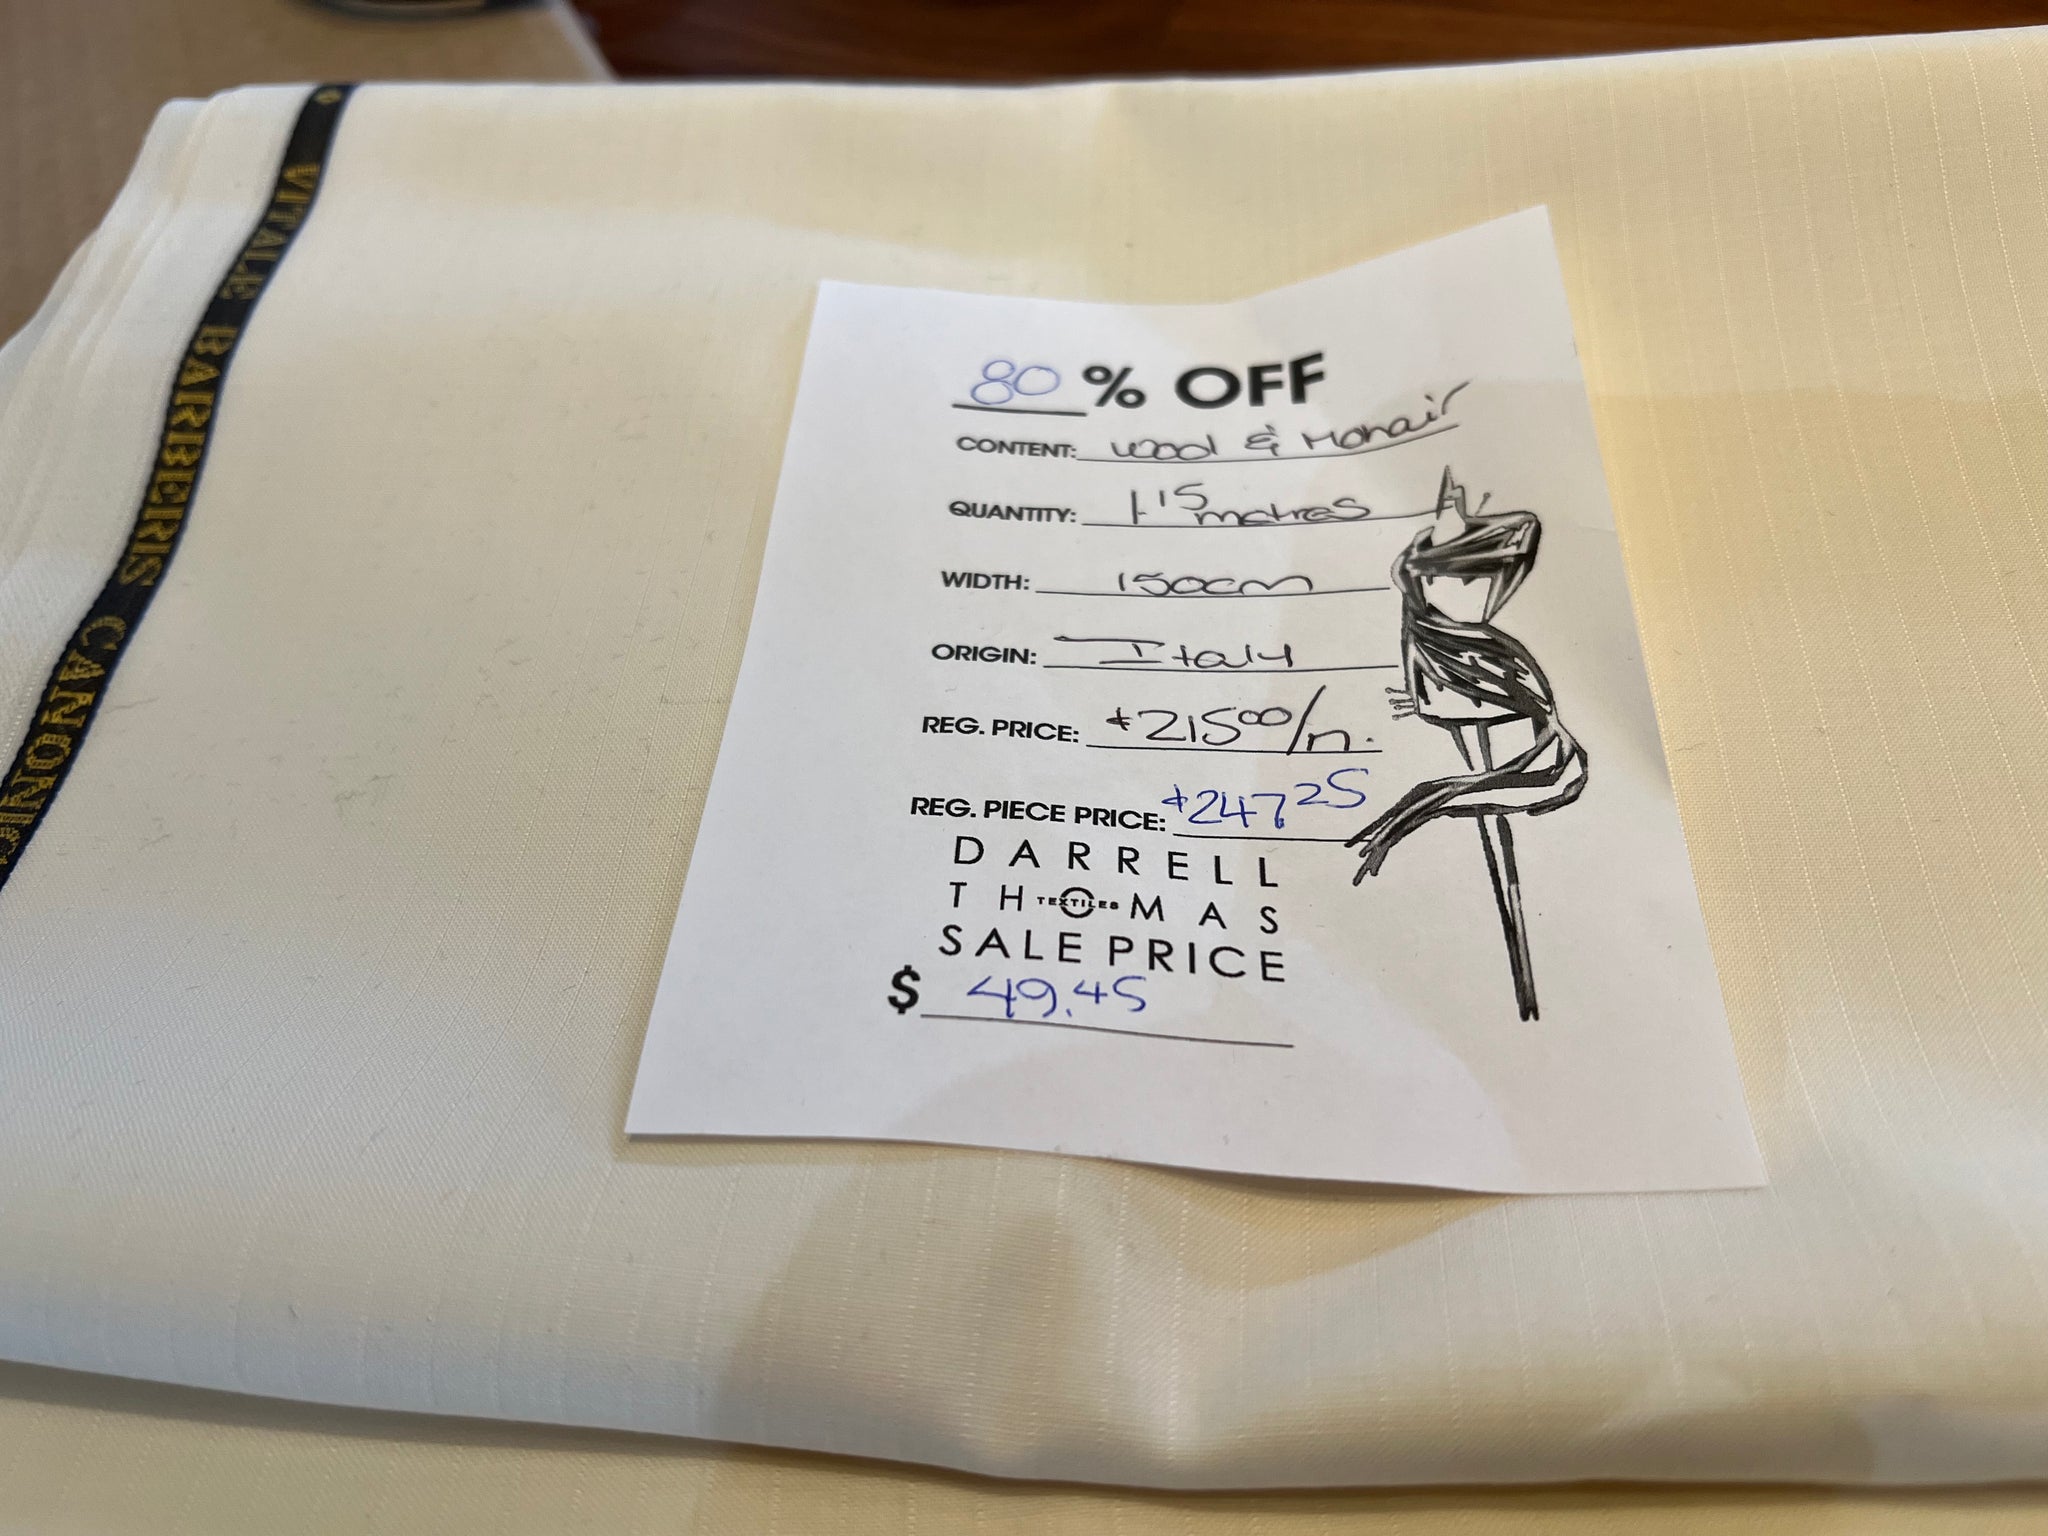 VITALE BARBERIS CANONIC
80 % OFF
CONTENT: Wool & Mohair
QUANTITY: 1.15 metres
WIDTH: 150cm
ORIGIN: Italy
REG. PRICE: $215.00/m.
REG. PIECE PRICE: $247.25
DARRELL
THOMAS
TEXTILES
SALE PRICE
$ 49.45